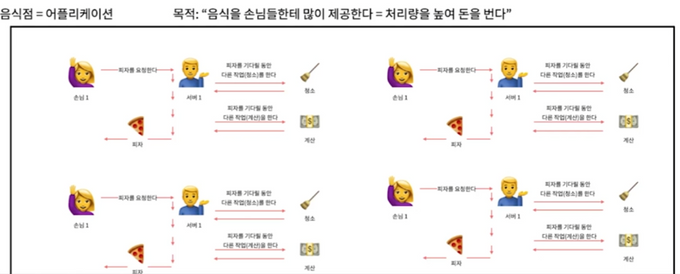 음식점 = 어플리케이션
목적: “음식을 손님들한테 많이 제공한다 = 처리량을 높여 돈을 번다”
피자를 요청한다
피자를 기다릴 동안
다른 작업(청소)를 한다
손님 1
서버 1
청소
피자를 기다릴 동안
다른 작업(계산)을 한다
피자
계산
피자를 요청한다
피자를 기다릴 동안
다른 작업(청소)를 한다
손님 1
서버 1
청소
피자를 기다릴 동안
다른 작업(계산)을 한다
피자
계산
피자를 요청한다
피자를 기다릴 동안
다른 작업(청소)를 한다
손님 1
서버 1
청소
피자를 기다릴 동안
다른 작업(계산)을 한다
피자
계산
피자를 요청한다
피자를 기다릴 동안
다른 작업(청소)를 한다
손님 1
서버 1
청소
피자를 기다릴 동안
다른 작업(계산)을 한다
피자
계산